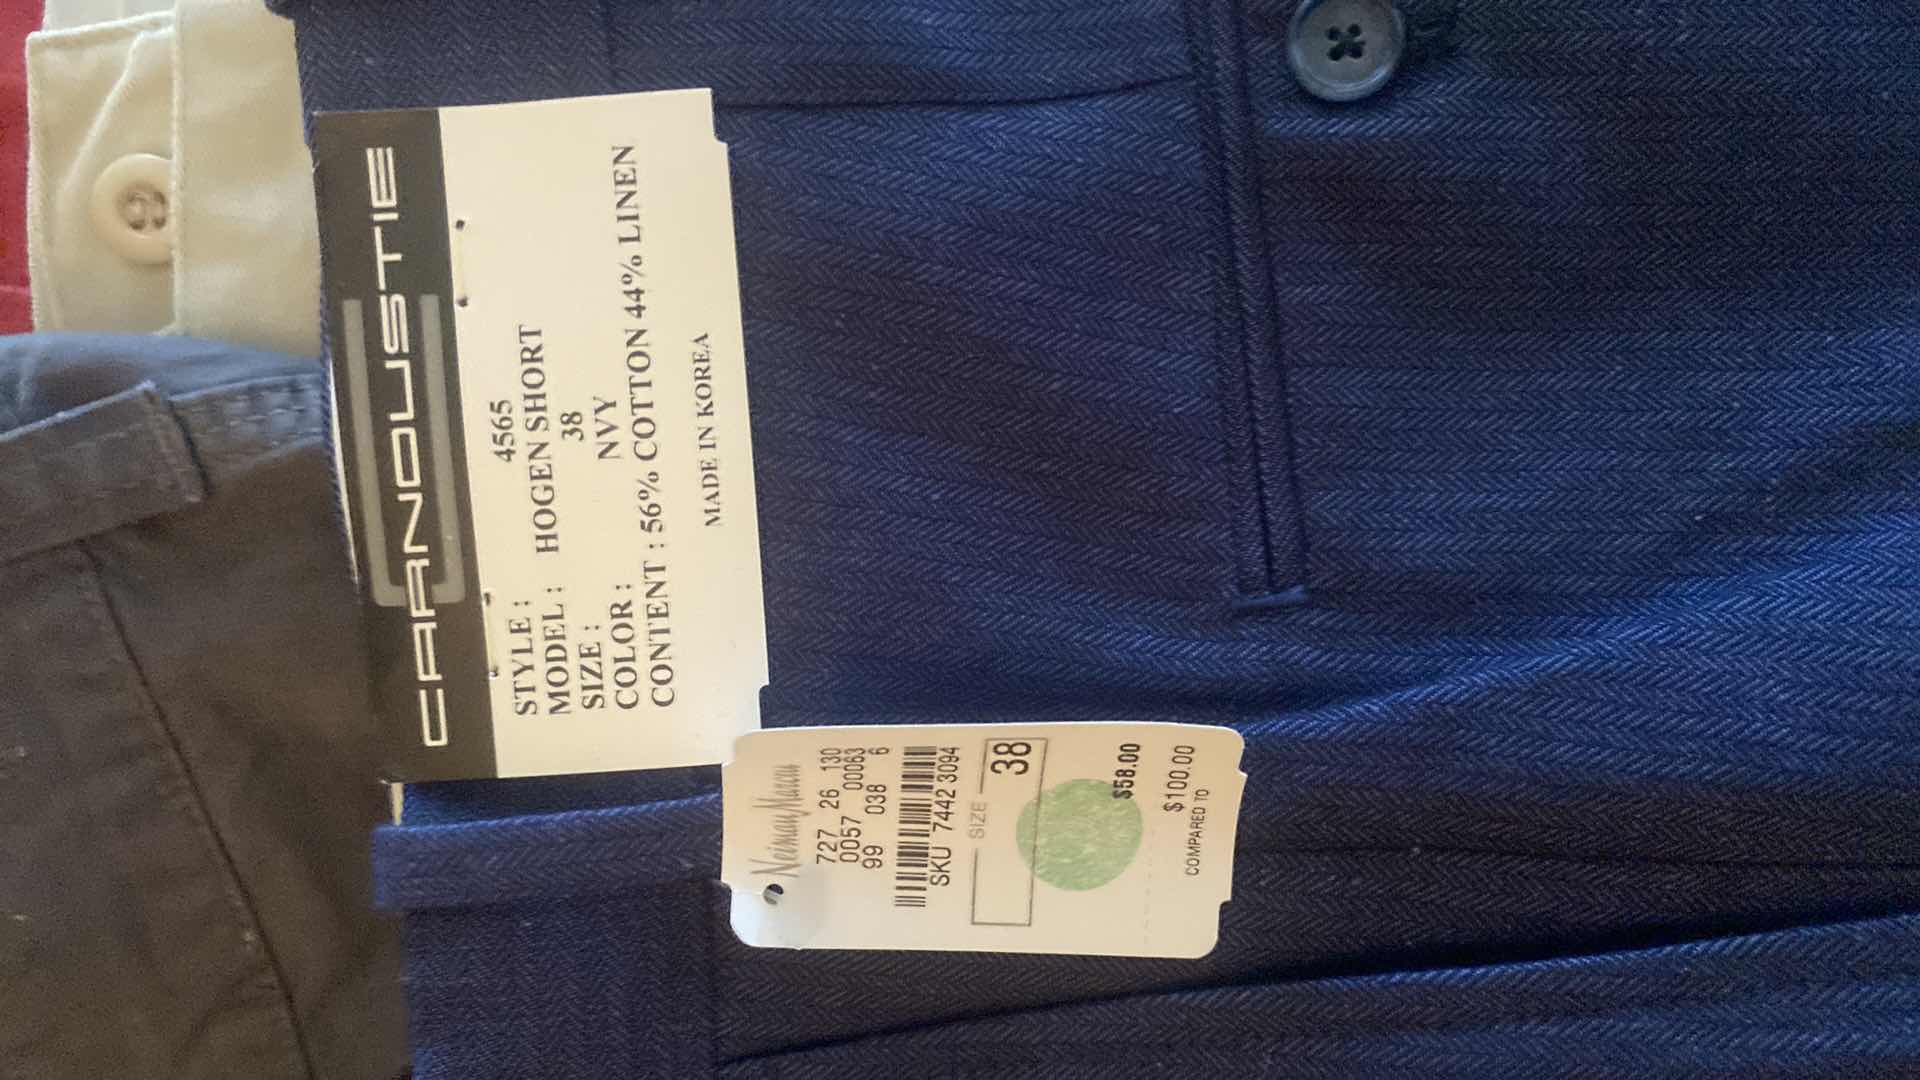 CARNOUSTIE
STYLE : 4565
MODEL : HOGEN SHORT
SIZE : 38
COLOR : NVY
CONTENT : 56% COTTON 44% LINEN
MADE IN KOREA
Neiman Marcus
727 26 130
0057 00063
99 038 6
SKU 7442 3094
SIZE
38
$58.00
$100.00
COMPARED TO